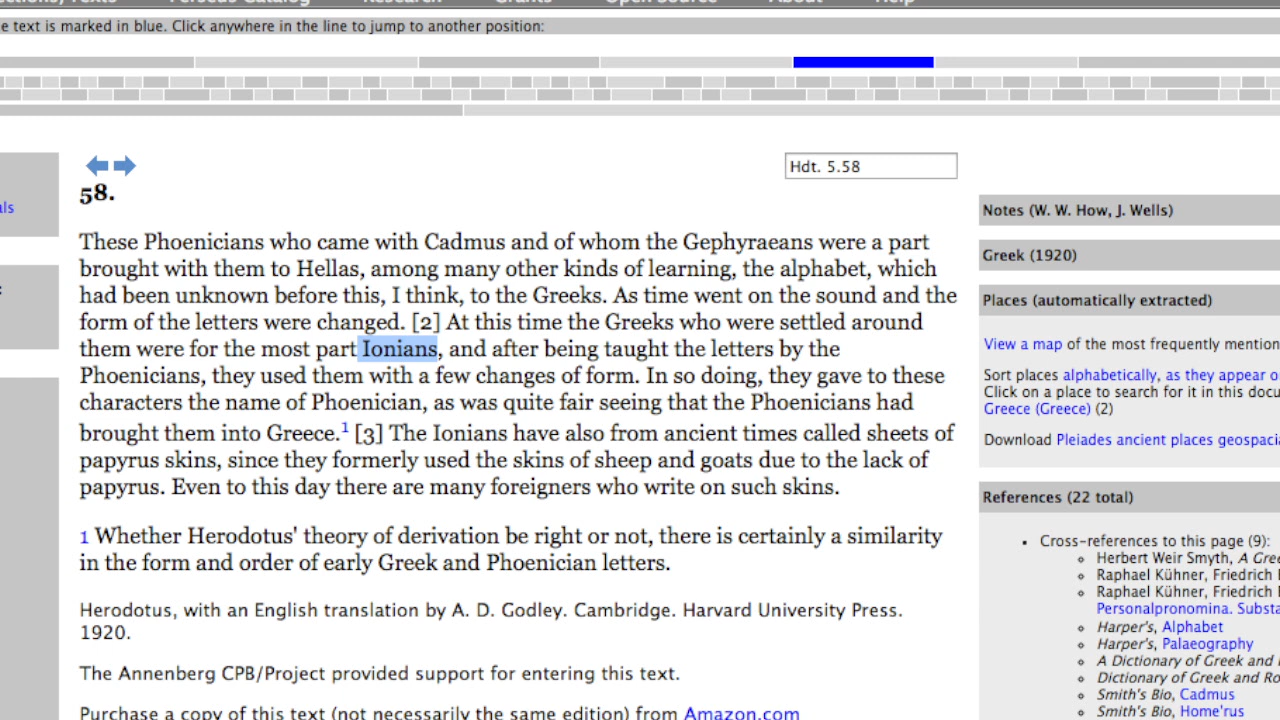 Research
Grants
Open Source
About
Help
e text is marked in blue. Click anywhere in the line to jump to another position:
Hdt. 5.58
58.
als
These Phoenicians who came with Cadmus and of whom the Gephyraeans were a part
brought with them to Hellas, among many other kinds of learning, the alphabet, which
had been unknown before this, I think, to the Greeks. As time went on the sound and the
form of the letters were changed. [2] At this time the Greeks who were settled around
them were for the most part Ionians, and after being taught the letters by the
Phoenicians, they used them with a few changes of form. In so doing, they gave to these
characters the name of Phoenician, as was quite fair seeing that the Phoenicians had
brought them into Greece.1 [3] The Ionians have also from ancient times called sheets of
papyrus skins, since they formerly used the skins of sheep and goats due to the lack of
papyrus. Even to this day there are many foreigners who write on such skins.
1 Whether Herodotus' theory of derivation be right or not, there is certainly a similarity
in the form and order of early Greek and Phoenician letters.
Herodotus, with an English translation by A. D. Godley. Cambridge. Harvard University Press.
1920.
The Annenberg CPB/Project provided support for entering this text.
Purchase a copy of this text (not necessarily the same edition) from Amazon.com
Notes (W. W. How, J. Wells)
Greek (1920)
Places (automatically extracted)
View a map of the most frequently mention
Sort places alphabetically, as they appear o
Click on a place to search for it in this docu
Greece (Greece) (2)
Download Pleiades ancient places geospacia
References (22 total)
• Cross-references to this page (9):
Herbert Weir Smyth, A Gree
Raphael Kühner, Friedrich B
Raphael Kühner, Friedrich B
Personalpronomina. Substa
Harper's, Alphabet
Harper's, Palaeography
A Dictionary of Greek and
Dictionary of Greek and Ro
Smith's Bio, Cadmus
Smith's Bio, Home'rus